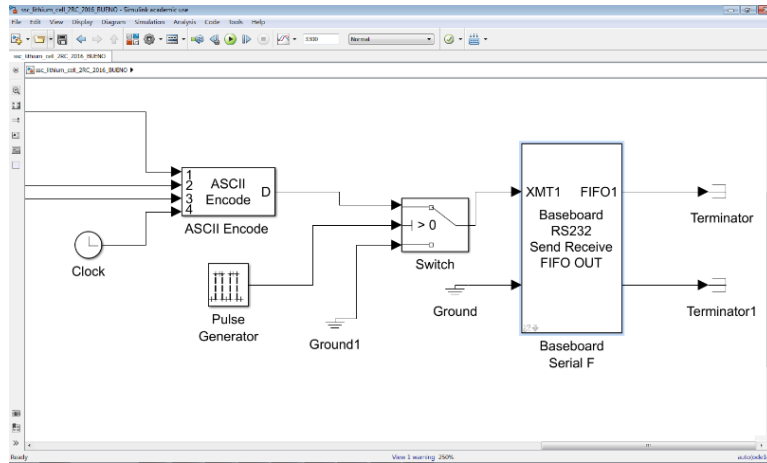 ssc_lithium_cell_2RC_2016_BUENO - Simulink academic use
File Edit View Display Diagram Simulation Analysis Code Tools Help
3300
Normal
ssc_lithium_cell_2RC_2016_BUENO
ssc_lithium_cell_2RC_2016_BUENO
1
2
3
4
ASCII
Encode
D
ASCII Encode
Clock
Pulse
Generator
Ground1
> 0
Switch
Ground
XMT1 FIFO1
Baseboard
RS232
Send Receive
FIFO OUT
Baseboard
Serial F
Terminator
Terminator1
Ready
View 1 warning 250%